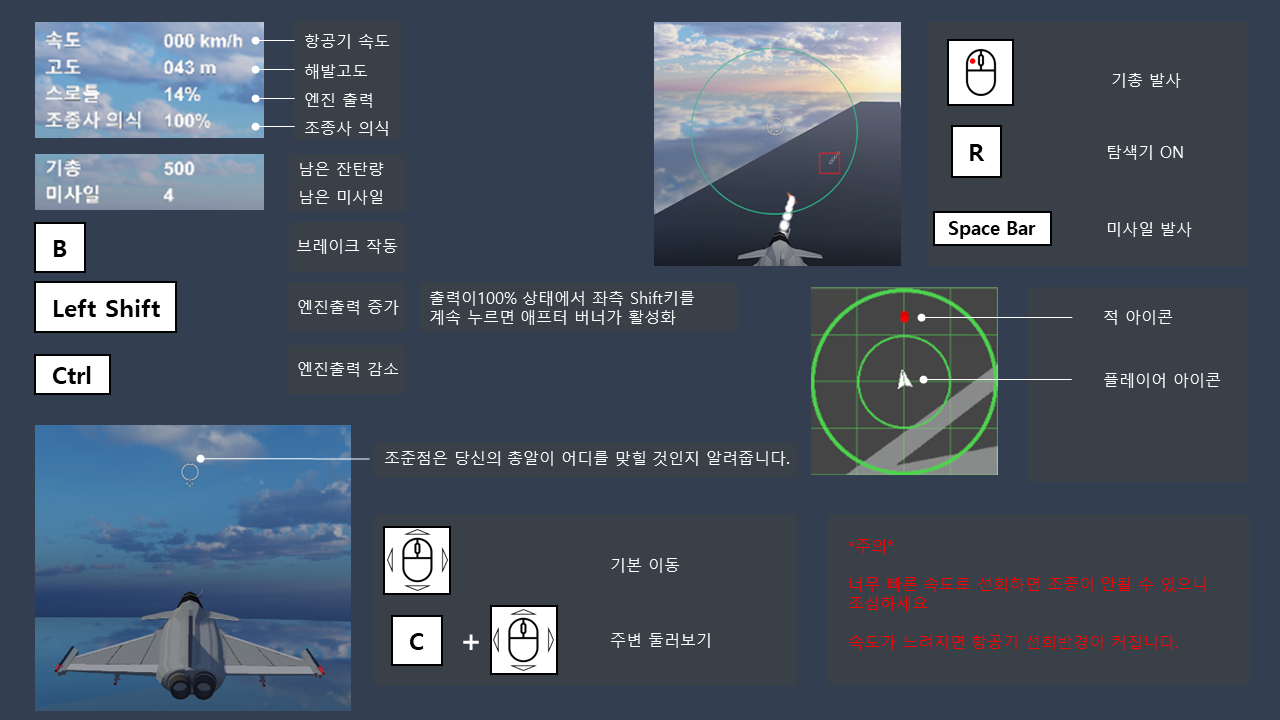 속도 000 km/h 항공기 속도
고도 043 m 해발고도
스로틀 14% 엔진 출력
조종사 의식 100% 조종사 의식
기총 500 남은 잔탄량
미사일 4 남은 미사일
B 브레이크 작동
Left Shift 엔진출력 증가
출력이100% 상태에서 좌측 Shift키를
계속 누르면 애프터 버너가 활성화
Ctrl 엔진출력 감소
기총 발사
R 탐색기 ON
Space Bar 미사일 발사
적 아이콘
플레이어 아이콘
조준점은 당신의 총알이 어디를 맞힐 것인지 알려줍니다.
기본 이동
C + 주변 둘러보기
*주의*
너무 빠른 속도로 선회하면 조종이 안될 수 있으니
조심하세요
속도가 느려지면 항공기 선회반경이 커집니다.